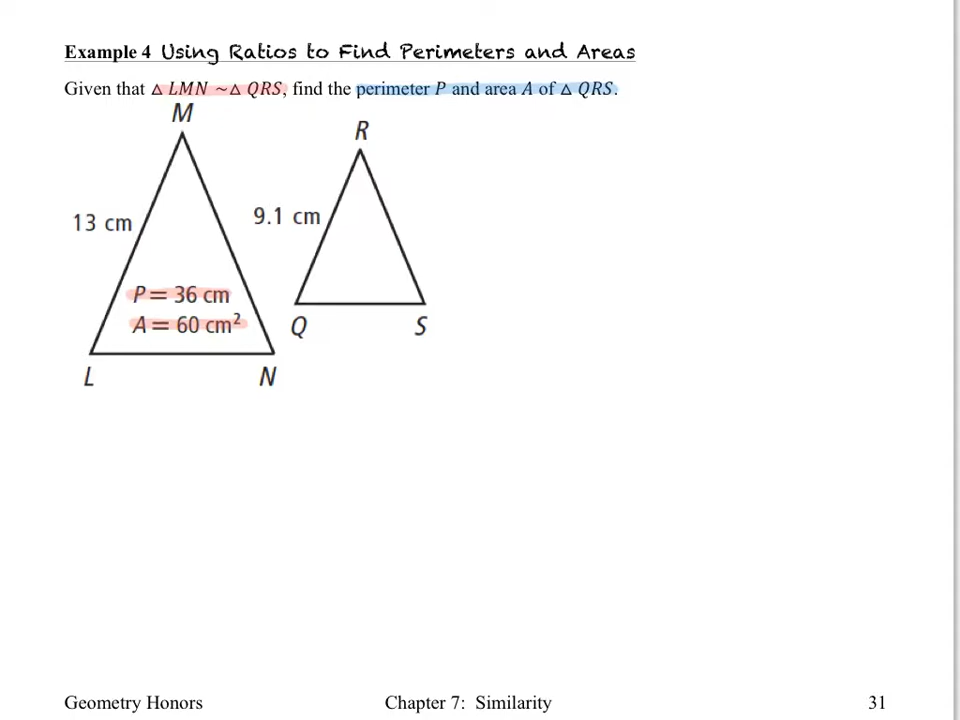 Example 4 Using Ratios to Find Perimeters and Areas
Given that △ LMN ~△ QRS, find the perimeter P and area A of △ QRS.
M
R
13 cm
9.1 cm
P = 36 cm
A = 60 cm²
Q
S
L
N
Geometry Honors
Chapter 7: Similarity
31